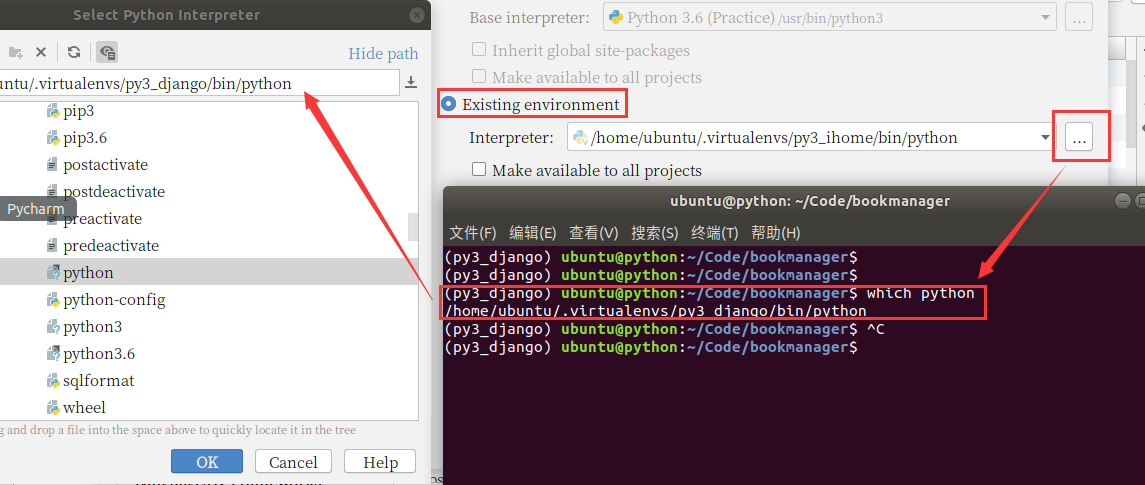 Select Python Interpreter
Hide path
untu/.virtualenvs/py3_django/bin/python
pip3
pip3.6
postactivate
postdeactivate
preactivate
predeactivate
python
python-config
python3
python3.6
sqlformat
wheel
Pycharm
g and drop a file into the space above to quickly locate it in the tree
OK Cancel Help
Base interpreter: Python 3.6 (Practice) /usr/bin/python3 ...
Inherit global site-packages
Make available to all projects
Existing environment
Interpreter: /home/ubuntu/.virtualenvs/py3_ihome/bin/python ...
Make available to all projects
ubuntu@python: ~/Code/bookmanager
文件(F) 编辑(E) 查看(V) 搜索(S) 终端(T) 帮助(H)
(py3_django) ubuntu@python:~/Code/bookmanager$
(py3_django) ubuntu@python:~/Code/bookmanager$
(py3_django) ubuntu@python:~/Code/bookmanager$ which python
/home/ubuntu/.virtualenvs/py3_django/bin/python
(py3_django) ubuntu@python:~/Code/bookmanager$ ^C
(py3_django) ubuntu@python:~/Code/bookmanager$